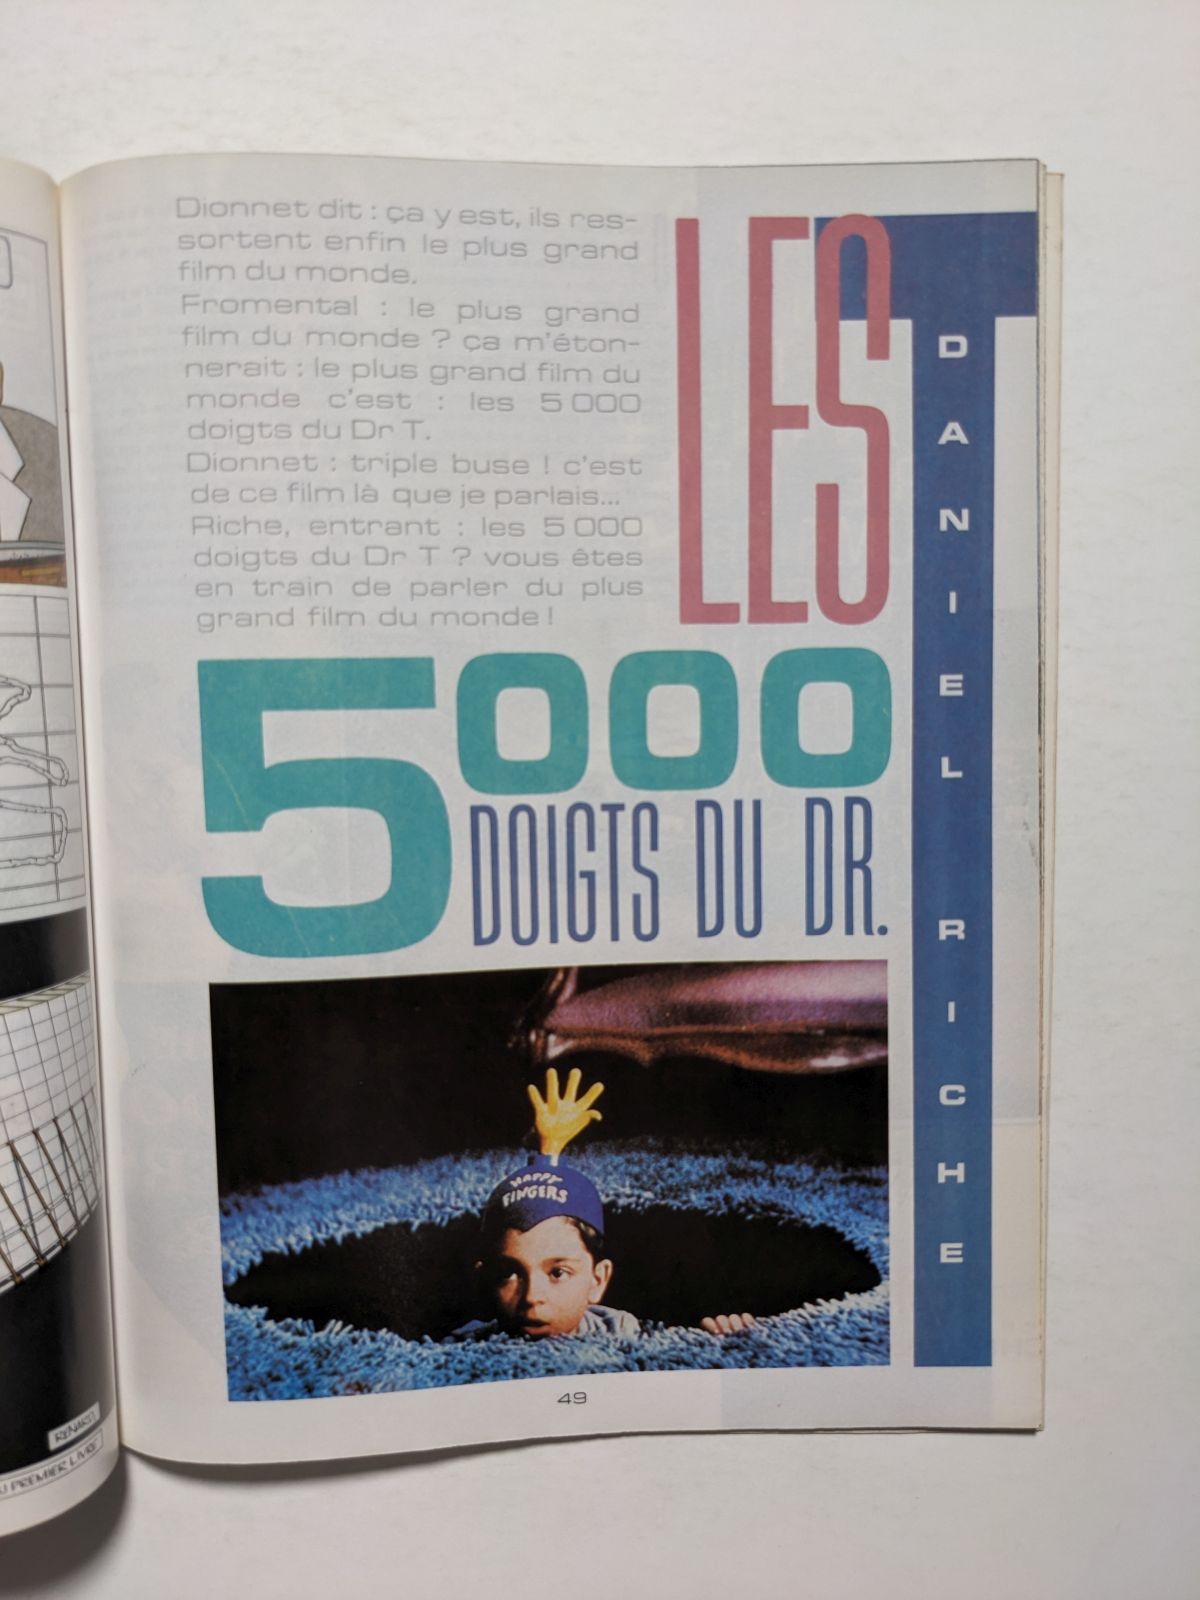 Dionnet dit : ça y est, ils res-
sortent enfin le plus grand
film du monde.
Fromental : le plus grand
film du monde ? ça m'éton-
nerait : le plus grand film du
monde c'est : les 5 000
doigts du Dr T.
Dionnet : triple buse ! c'est
de ce film là que je parlais...
Riche, entrant : les 5 000
doigts du Dr T ? vous êtes
en train de parler du plus
grand film du monde !
LES
5000
DOIGTS DU DR.
T
DANIEL RICHE
HAPPY
FINGERS
49
RENARD.
U PREMIER LIVRE